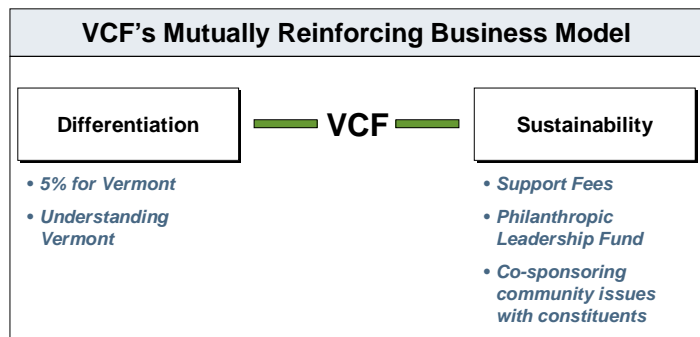 VCF’s Mutually Reinforcing Business Model
Differentiation
VCF
Sustainability
• 5% for Vermont
• Understanding
Vermont
• Support Fees
• Philanthropic
Leadership Fund
• Co-sponsoring
community issues
with constituents